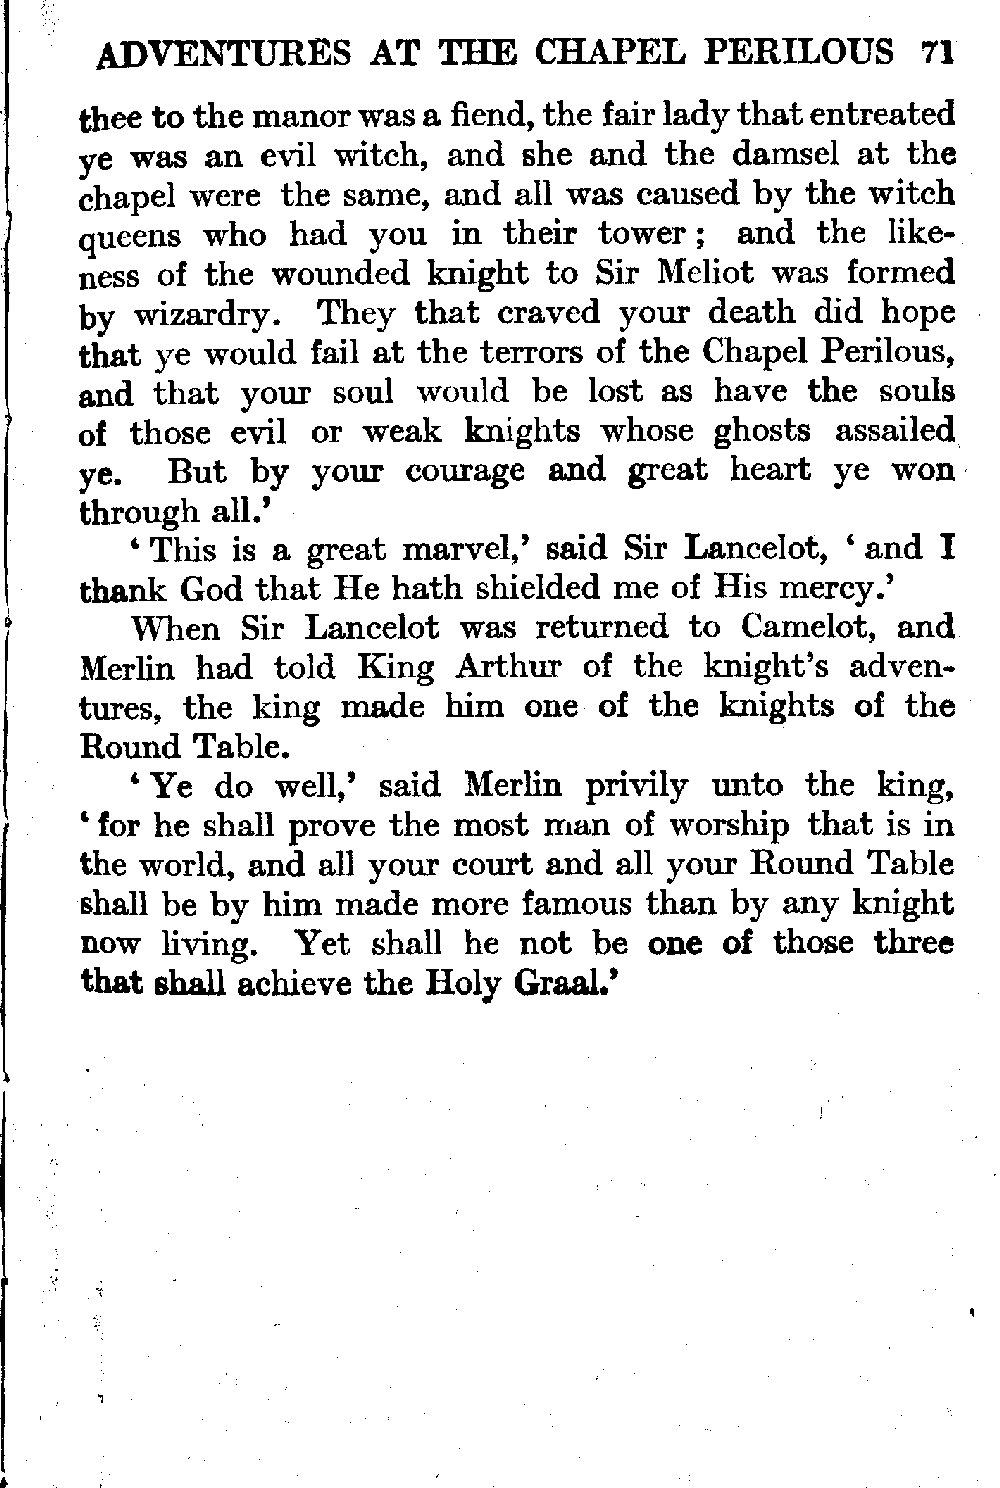 ADVENTURES AT THE CHAPEL PERILOUS 71
thee to the manor was a fiend, the fair lady that entreated
ye was an evil witch, and she and the damsel at the
chapel were the same, and all was caused by the witch
queens who had you in their tower ; and the like-
ness of the wounded knight to Sir Meliot was formed
by wizardry. They that craved your death did hope
that ye would fail at the terrors of the Chapel Perilous,
and that your soul would be lost as have the souls
of those evil or weak knights whose ghosts assailed
ye. But by your courage and great heart ye won
through all.’
‘ This is a great marvel,’ said Sir Lancelot, ‘ and I
thank God that He hath shielded me of His mercy.’
When Sir Lancelot was returned to Camelot, and
Merlin had told King Arthur of the knight’s adven-
tures, the king made him one of the knights of the
Round Table.
‘ Ye do well,’ said Merlin privily unto the king,
‘ for he shall prove the most man of worship that is in
the world, and all your court and all your Round Table
shall be by him made more famous than by any knight
now living. Yet shall he not be one of those three
that shall achieve the Holy Graal.’